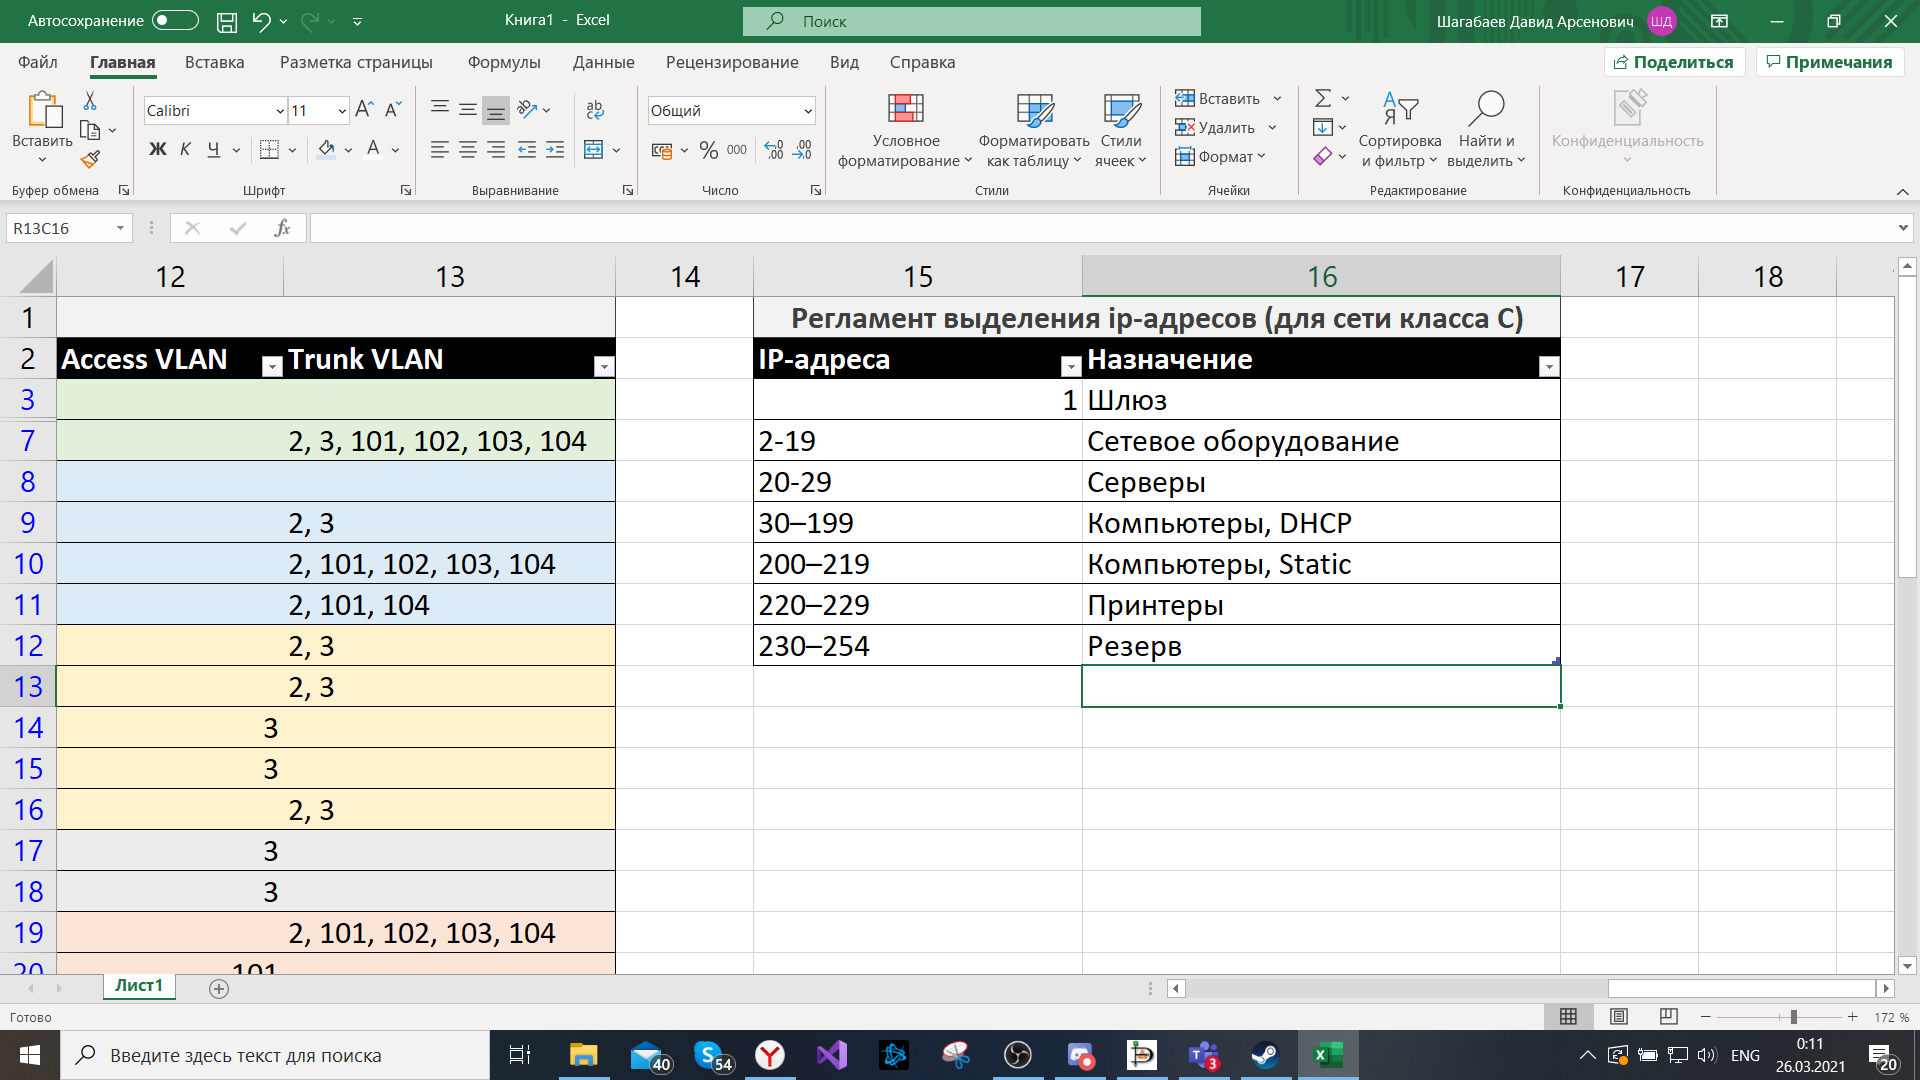 Автосохранение
Книга1 - Excel
Поиск
Шагабаев Давид Арсенович
ШД
Файл Главная Вставка Разметка страницы Формулы Данные Рецензирование Вид Справка
Поделиться
Примечания
Вставить
Буфер обмена
Calibri
11
Ж К Ч
А
Шрифт
Выравнивание
Общий
% 000
Число
Условное
форматирование
Форматировать
как таблицу
Стили
ячеек
Стили
Вставить
Удалить
Формат
Ячейки
Сортировка
и фильтр
Найти и
выделить
Редактирование
Конфиденциальность
Конфиденциальность
R13C16
fx
12 13 14 15 16 17 18
1 Регламент выделения ip-адресов (для сети класса C)
2 Access VLAN Trunk VLAN IP-адреса Назначение
3 1 Шлюз
7 2, 3, 101, 102, 103, 104 2-19 Сетевое оборудование
8 20-29 Серверы
9 2, 3 30–199 Компьютеры, DHCP
10 2, 101, 102, 103, 104 200–219 Компьютеры, Static
11 2, 101, 104 220–229 Принтеры
12 2, 3 230–254 Резерв
13 2, 3
14 3
15 3
16 2, 3
17 3
18 3
19 2, 101, 102, 103, 104
20 101
Лист1
Готово
172 %
Введите здесь текст для поиска
40
54
3
ENG
0:11
26.03.2021
20